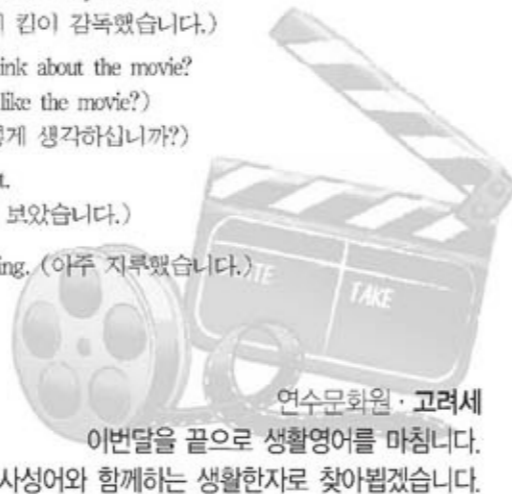 킴이 감독했습니다.)
ink about the movie?
like the movie?)
게 생각하십니까?)
t.
보았습니다.)
ing. (아주 지루했습니다.)
TAKE
연수문화원 · 고려세
이번달을 끝으로 생활영어를 마칩니다.
사성어와 함께하는 생활한자로 찾아뵙겠습니다.